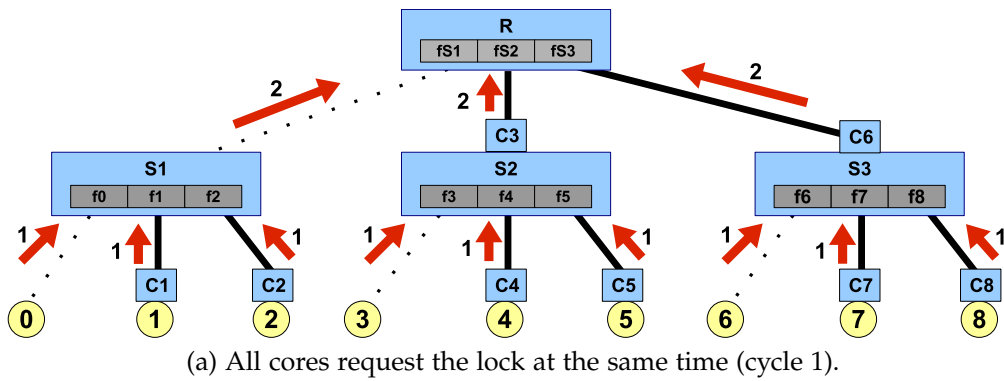 R
fS1 fS2 fS3
2 2 2
C3 C6
S1 S2 S3
f0 f1 f2 f3 f4 f5 f6 f7 f8
1 1 1 1 1 1 1 1 1
C1 C2 C4 C5 C7 C8
0 1 2 3 4 5 6 7 8
(a) All cores request the lock at the same time (cycle 1).